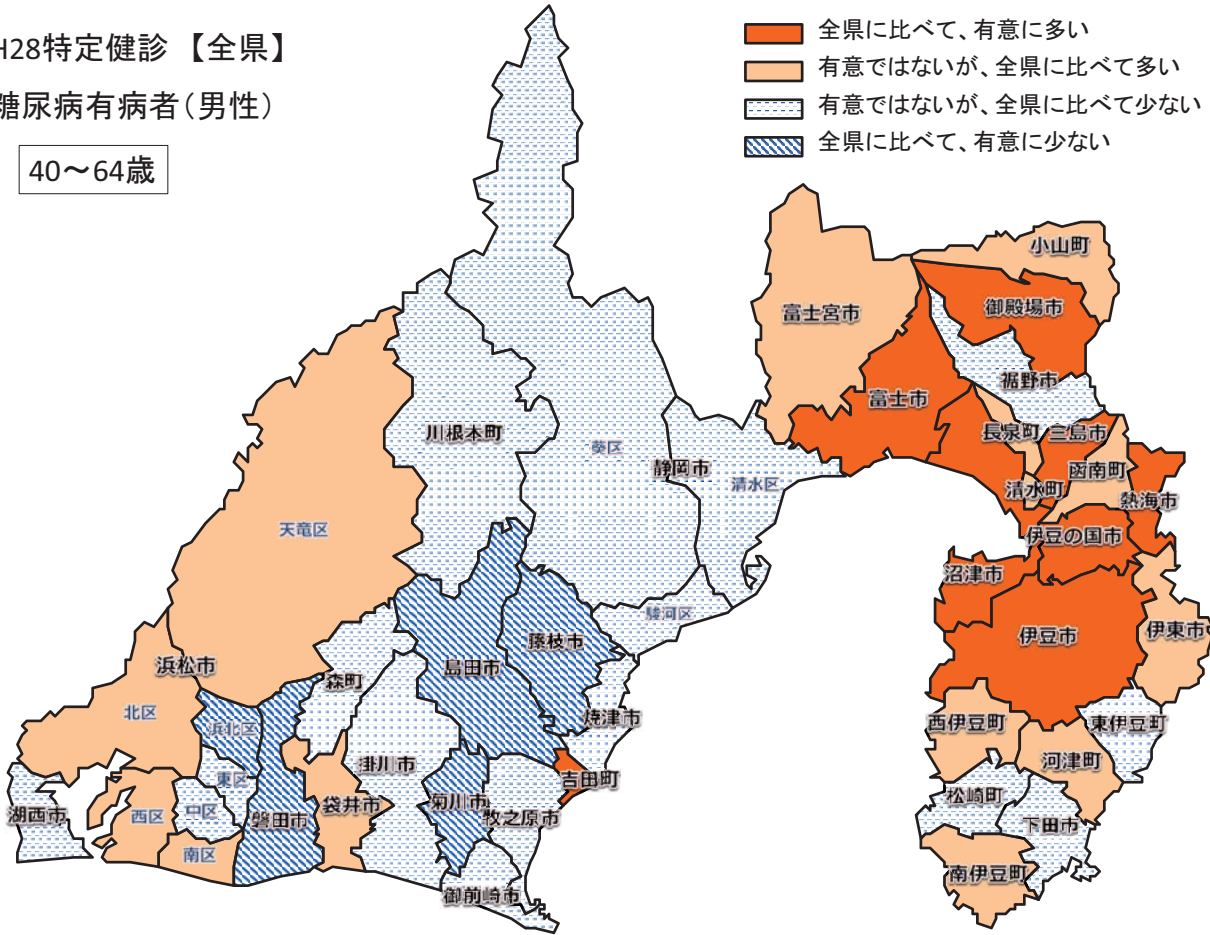 H28特定健診 【全県】
糖尿病有病者(男性)
40～64歳
全県に比べて、有意に多い
有意ではないが、全県に比べて多い
有意ではないが、全県に比べて少ない
全県に比べて、有意に少ない
小山町
御殿場市
富士宮市
裾野市
富士市
長泉町
三島市
函南町
清水町
熱海市
伊豆の国市
沼津市
伊豆市
伊東市
西伊豆町
東伊豆町
河津町
松崎町
下田市
南伊豆町
川根本町
葵区
静岡市
清水区
駿河区
天竜区
藤枝市
島田市
浜松市
森町
焼津市
北区
浜北区
掛川市
東区
吉田町
湖西市
西区
中区
磐田市
袋井市
菊川市
牧之原市
南区
御前崎市